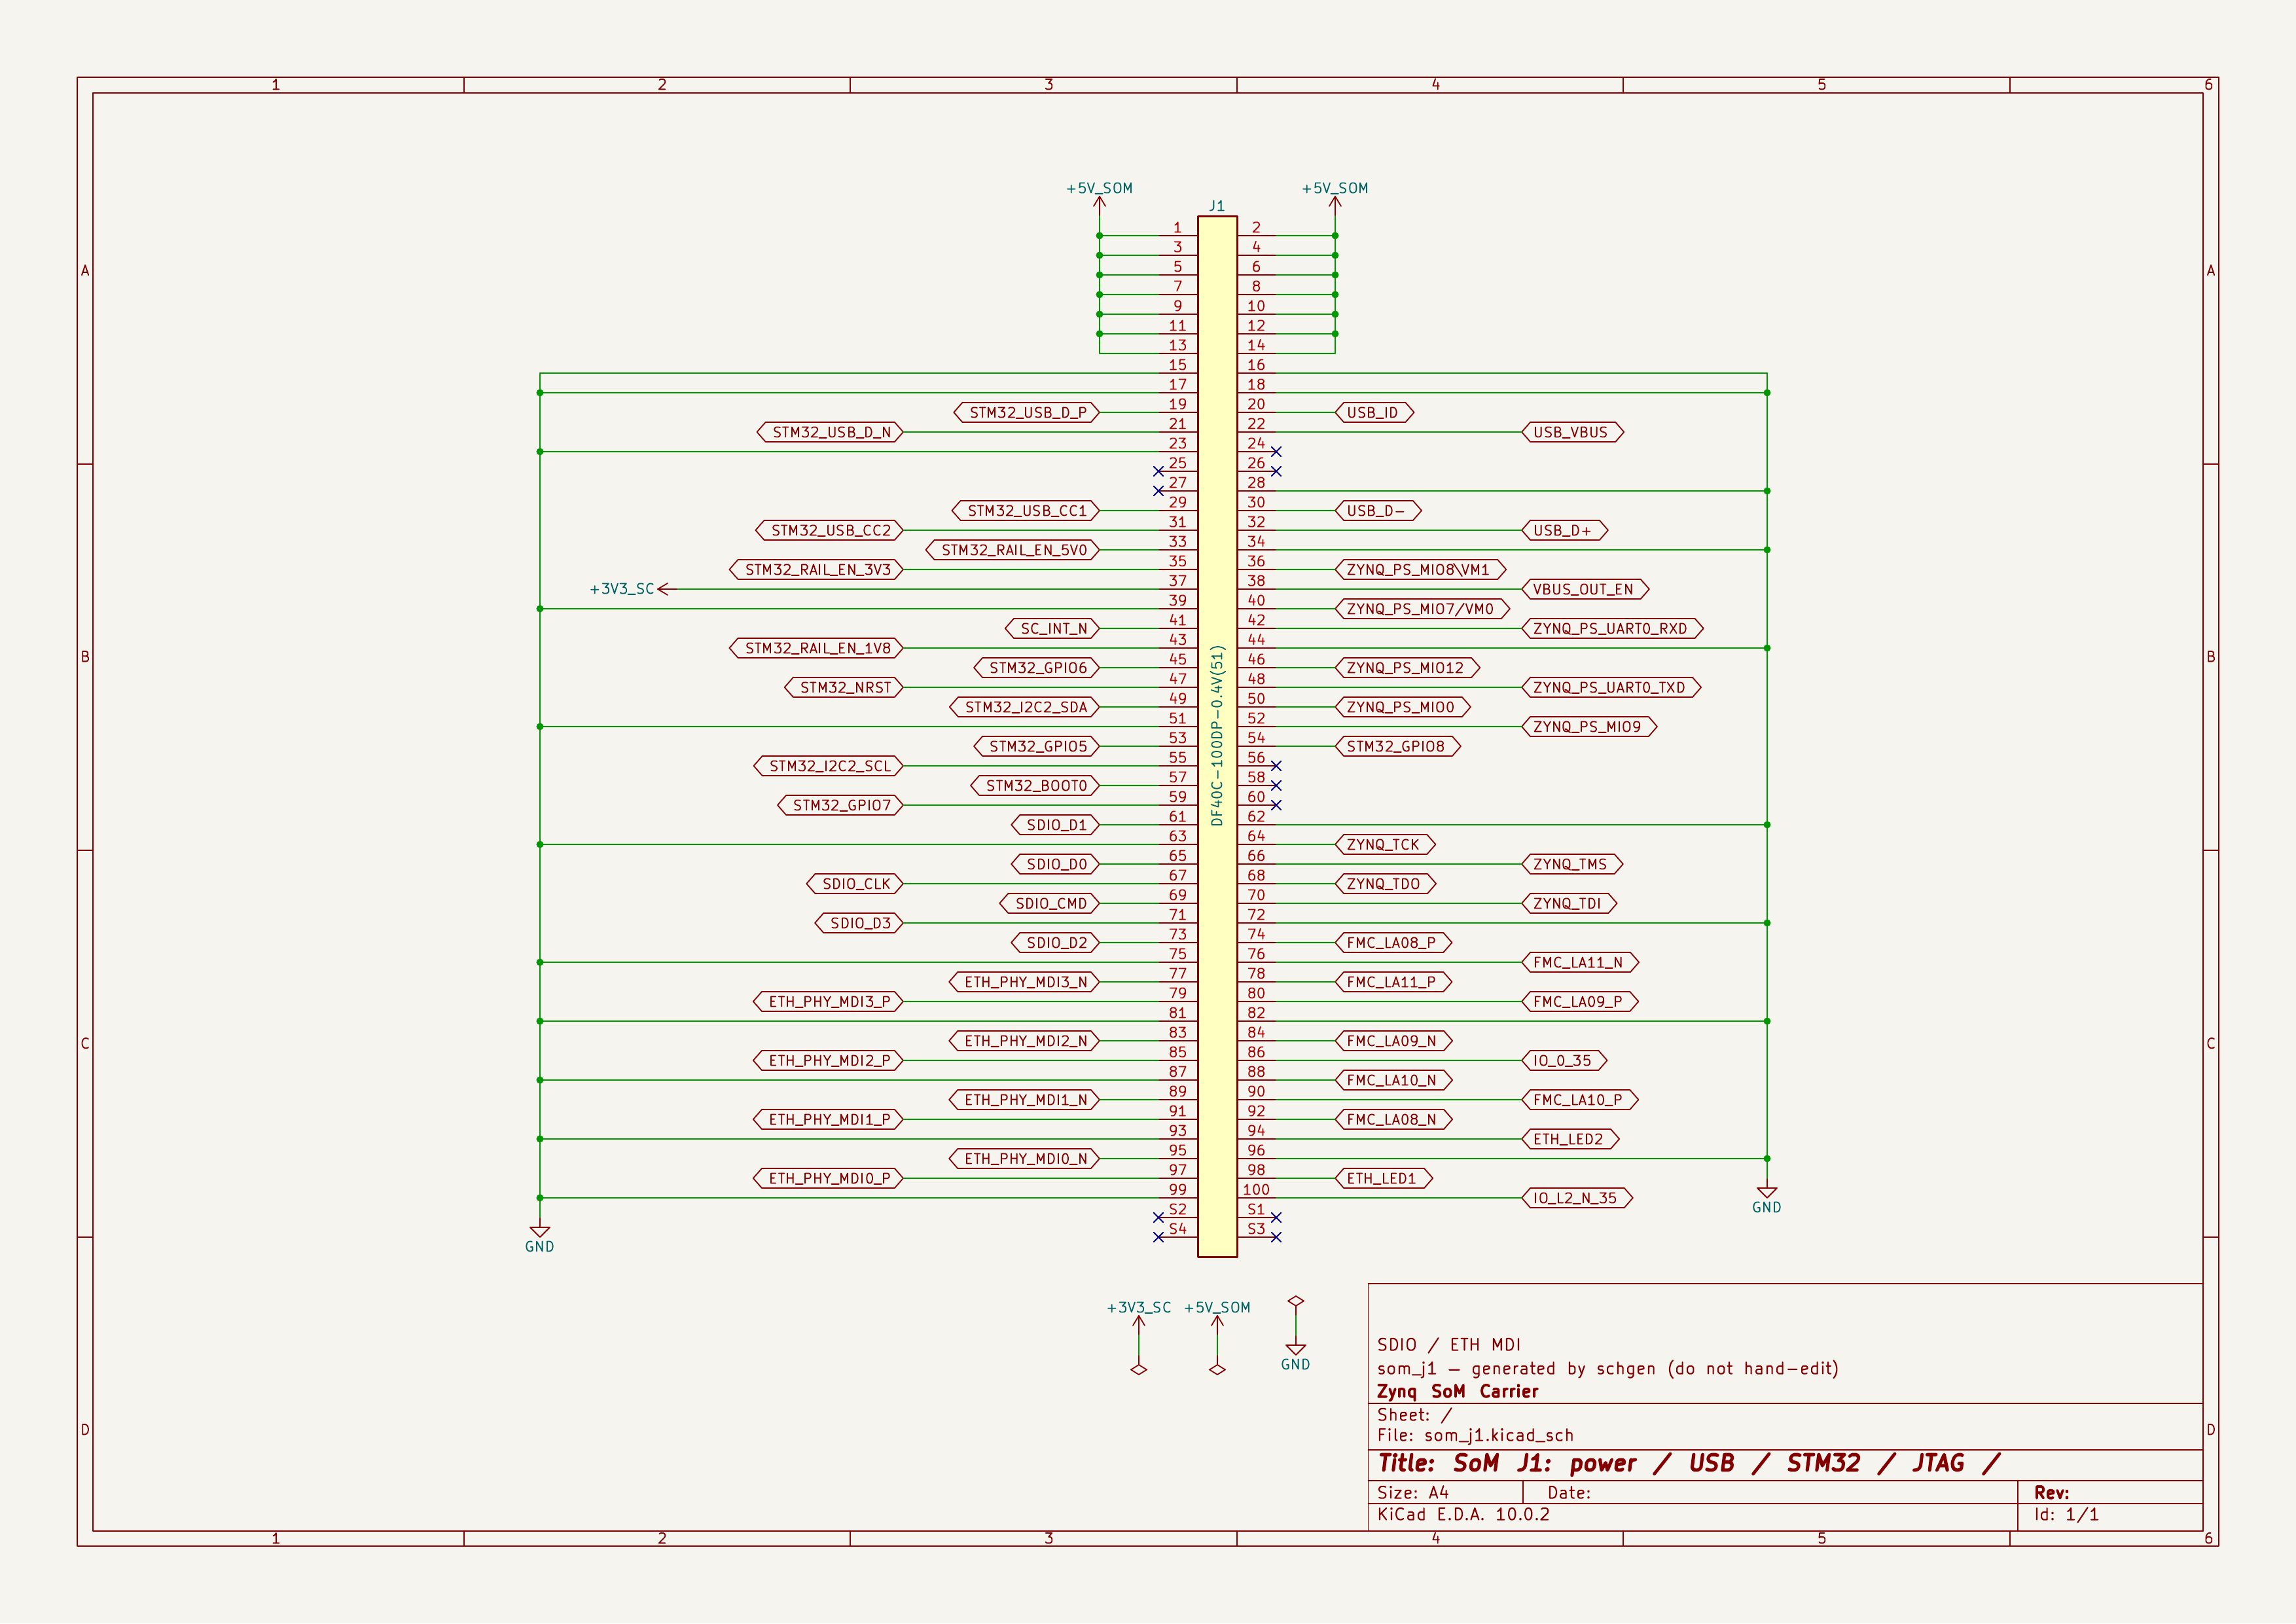 1 2 3 4 5 6
+5V_SOM +5V_SOM
J1
1 2
3 4
A A
5 6
7 8
9 10
11 12
13 14
15 16
17 18
STM32_USB_D_P 19 20 USB_ID
STM32_USB_D_N 21 22 USB_VBUS
23 24
25 26
27 28
STM32_USB_CC1 29 30 USB_D-
STM32_USB_CC2 31 32 USB_D+
STM32_RAIL_EN_5V0 33 34
STM32_RAIL_EN_3V3 35 36 ZYNQ_PS_MIO8\VM1
+3V3_SC 37 38 VBUS_OUT_EN
39 40 ZYNQ_PS_MIO7/VM0
SC_INT_N 41 42 ZYNQ_PS_UART0_RXD
STM32_RAIL_EN_1V8 43 44
B B
STM32_GPIO6 45 46 ZYNQ_PS_MIO12
STM32_NRST 47 48 ZYNQ_PS_UART0_TXD
STM32_I2C2_SDA 49 50 ZYNQ_PS_MIO0
51 52 ZYNQ_PS_MIO9
STM32_GPIO5 53 54 STM32_GPIO8
DF40C-100DP-0.4V(51)
STM32_I2C2_SCL 55 56
STM32_BOOT0 57 58
STM32_GPIO7 59 60
SDIO_D1 61 62
63 64 ZYNQ_TCK
SDIO_D0 65 66 ZYNQ_TMS
SDIO_CLK 67 68 ZYNQ_TDO
SDIO_CMD 69 70 ZYNQ_TDI
SDIO_D3 71 72
SDIO_D2 73 74 FMC_LA08_P
75 76 FMC_LA11_N
ETH_PHY_MDI3_N 77 78 FMC_LA11_P
ETH_PHY_MDI3_P 79 80 FMC_LA09_P
81 82
ETH_PHY_MDI2_N 83 84 FMC_LA09_N
C C
ETH_PHY_MDI2_P 85 86 IO_0_35
87 88 FMC_LA10_N
ETH_PHY_MDI1_N 89 90 FMC_LA10_P
ETH_PHY_MDI1_P 91 92 FMC_LA08_N
93 94 ETH_LED2
ETH_PHY_MDI0_N 95 96
ETH_PHY_MDI0_P 97 98 ETH_LED1
99 100 IO_L2_N_35
GND
S2 S1
S4 S3
GND
+3V3_SC +5V_SOM
GND
SDIO / ETH MDI
som_j1 — generated by schgen (do not hand-edit)
Zynq SoM Carrier
Sheet: /
D D
File: som_j1.kicad_sch
Title: SoM J1: power / USB / STM32 / JTAG /
Size: A4 Date: Rev:
KiCad E.D.A. 10.0.2 Id: 1/1
1 2 3 4 5 6